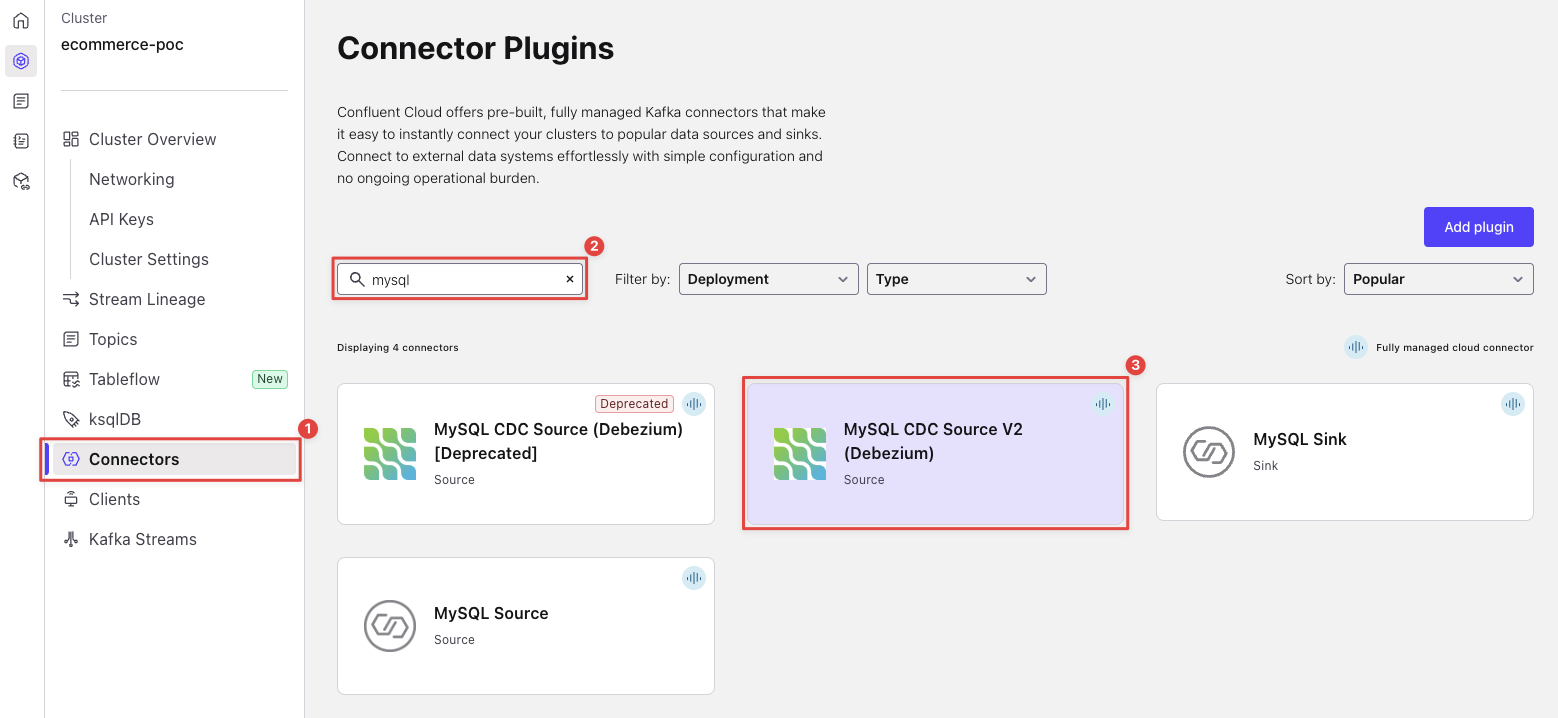 Cluster
ecommerce-poc
Cluster Overview
Networking
API Keys
Cluster Settings
Stream Lineage
Topics
Tableflow
New
ksqlDB
1
Connectors
Clients
Kafka Streams
Connector Plugins
Confluent Cloud offers pre-built, fully managed Kafka connectors that make
it easy to instantly connect your clusters to popular data sources and sinks.
Connect to external data systems effortlessly with simple configuration and
no ongoing operational burden.
Add plugin
2
mysql
Filter by:
Deployment
Type
Sort by:
Popular
Displaying 4 connectors
Fully managed cloud connector
Deprecated
MySQL CDC Source (Debezium)
[Deprecated]
Source
3
MySQL CDC Source V2
(Debezium)
Source
MySQL Sink
Sink
MySQL Source
Source